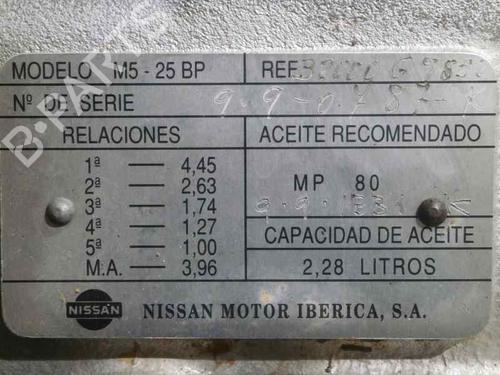 MODELO M5 - 25 BP
REF.
Nº DE SERIE
RELACIONES
1ª — 4,45
2ª — 2,63
3ª — 1,74
4ª — 1,27
5ª — 1,00
M.A. — 3,96
ACEITE RECOMENDADO
MP 80
CAPACIDAD DE ACEITE
2,28 LITROS
NISSAN
NISSAN MOTOR IBERICA, S.A.
B-PARTS